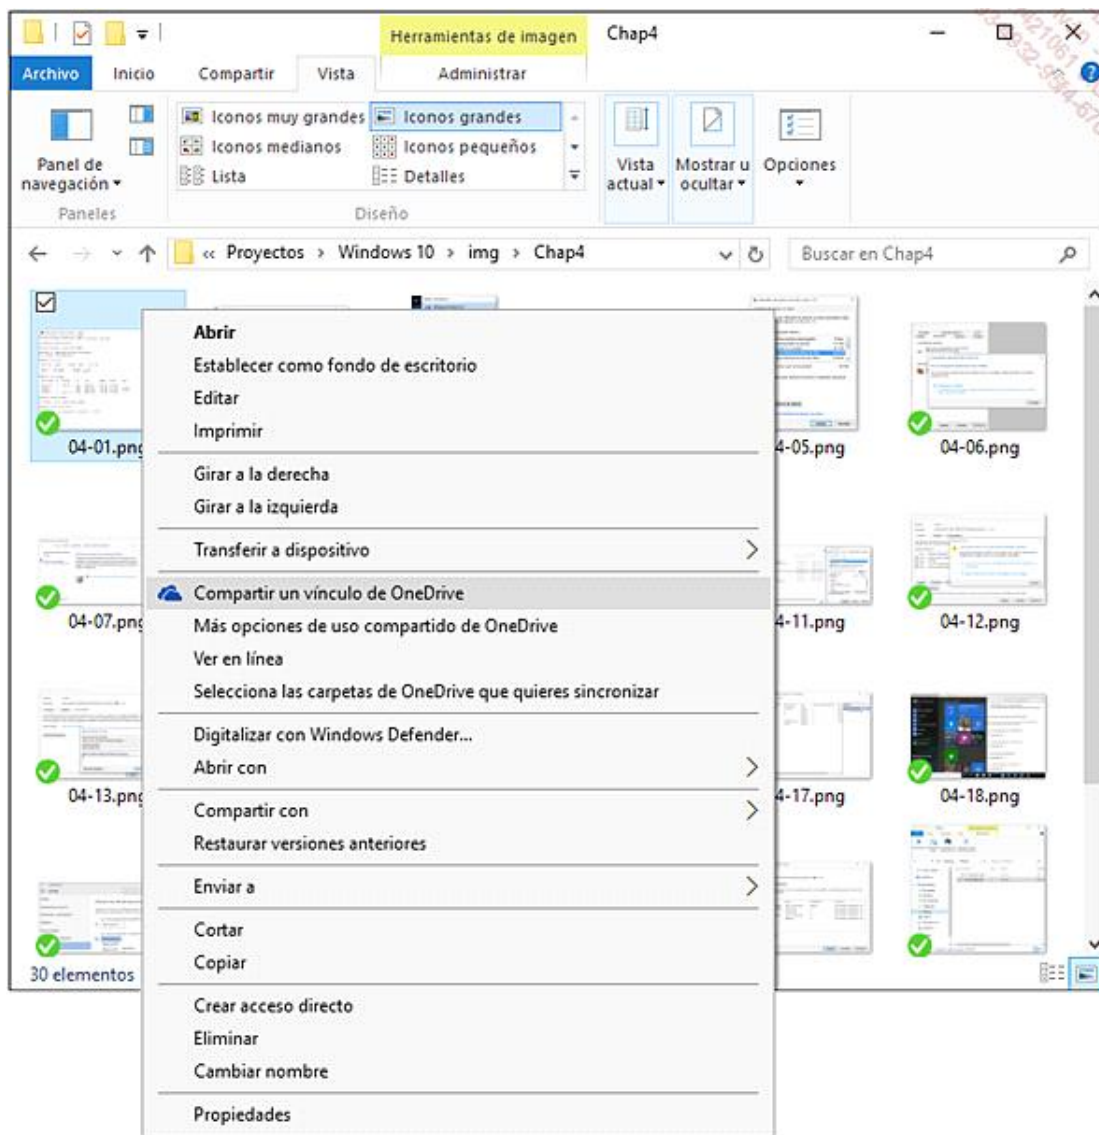 Herramientas de imagen
Chap4
Archivo
Inicio
Compartir
Vista
Administrar
Panel de navegación
Iconos muy grandes
Iconos grandes
Iconos medianos
Iconos pequeños
Lista
Detalles
Vista actual
Mostrar u ocultar
Opciones
Paneles
Diseño
« Proyectos > Windows 10 > img > Chap4
Buscar en Chap4
Abrir
Establecer como fondo de escritorio
Editar
Imprimir
Girar a la derecha
Girar a la izquierda
Transferir a dispositivo
Compartir un vínculo de OneDrive
Más opciones de uso compartido de OneDrive
Ver en línea
Selecciona las carpetas de OneDrive que quieres sincronizar
Digitalizar con Windows Defender...
Abrir con
Compartir con
Restaurar versiones anteriores
Enviar a
Cortar
Copiar
Crear acceso directo
Eliminar
Cambiar nombre
Propiedades
04-01.png
4-05.png
04-06.png
04-07.png
4-11.png
04-12.png
04-13.png
4-17.png
04-18.png
30 elementos